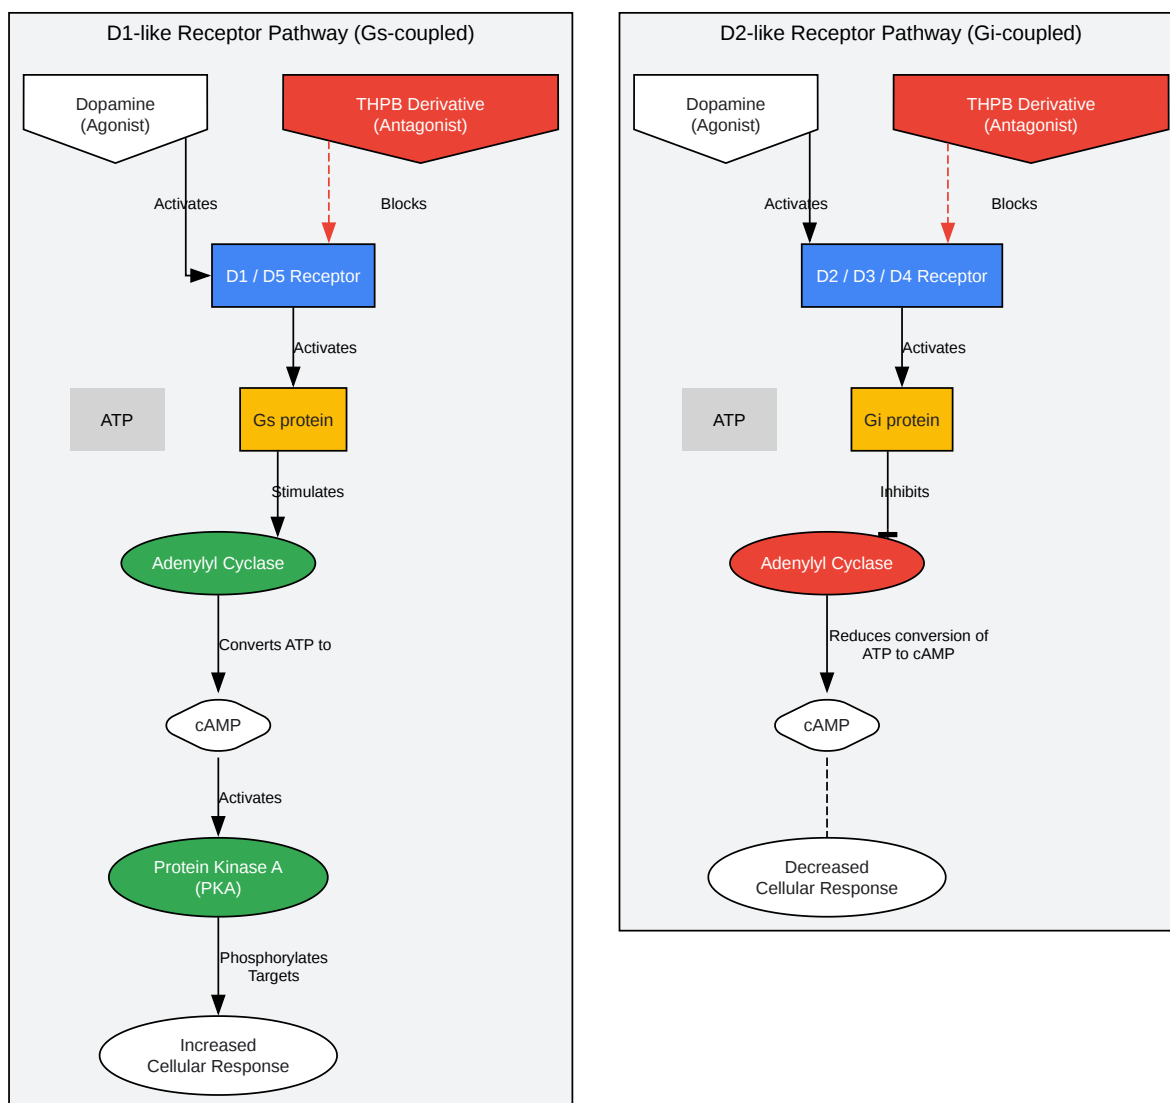 D1-like Receptor Pathway (Gs-coupled)
Dopamine
(Agonist)
THPB Derivative
(Antagonist)
Activates
Blocks
D1 / D5 Receptor
Activates
ATP
Gs protein
Stimulates
Adenylyl Cyclase
Converts ATP to
cAMP
Activates
Protein Kinase A
(PKA)
Phosphorylates
Targets
Increased
Cellular Response
D2-like Receptor Pathway (Gi-coupled)
Dopamine
(Agonist)
THPB Derivative
(Antagonist)
Activates
Blocks
D2 / D3 / D4 Receptor
Activates
ATP
Gi protein
Inhibits
Adenylyl Cyclase
Reduces conversion of
ATP to cAMP
cAMP
Decreased
Cellular Response